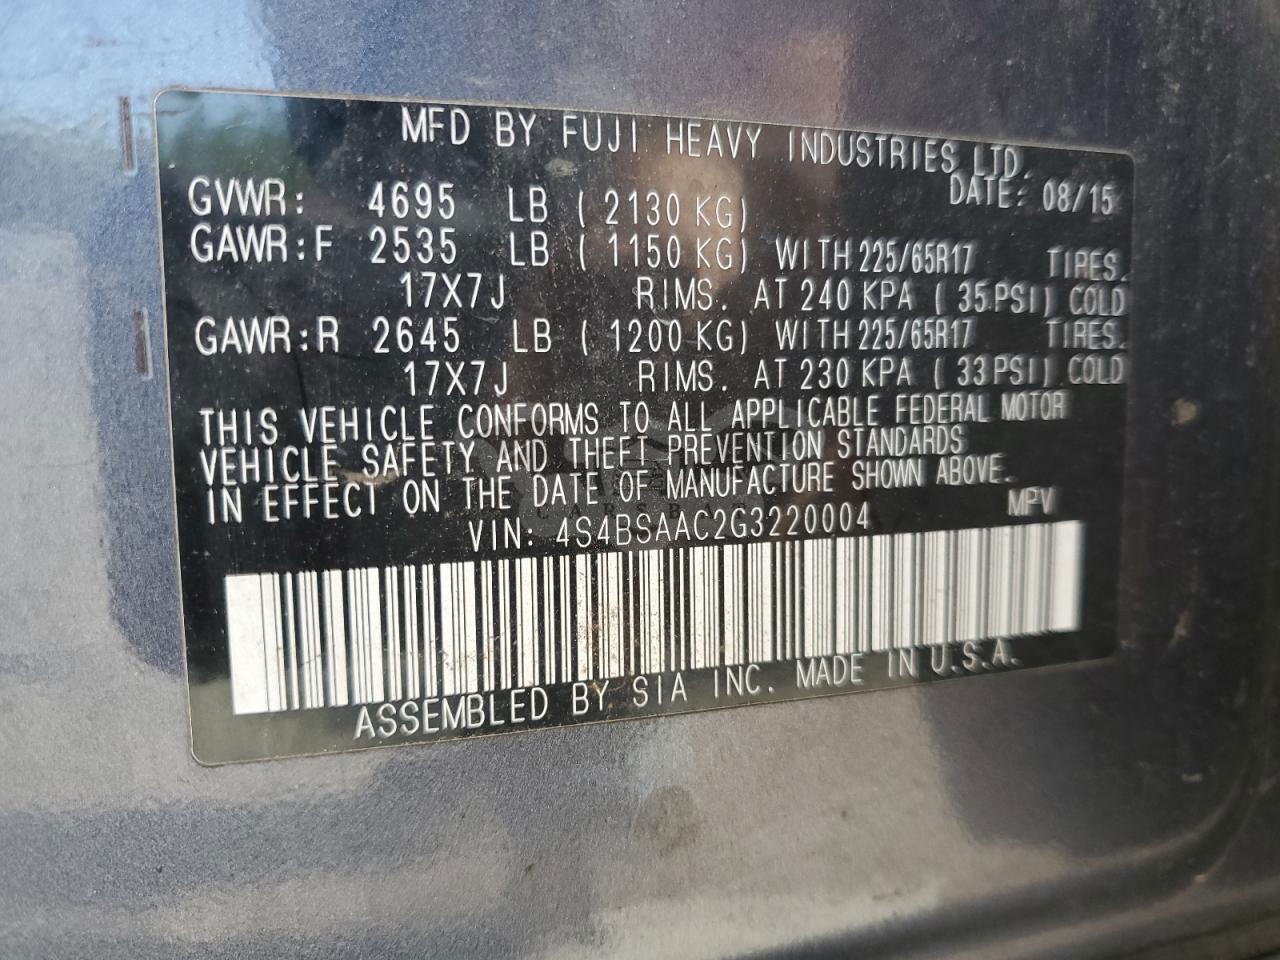 MFD BY FUJI HEAVY INDUSTRIES LTD.
DATE: 08/15
GVWR: 4695 LB ( 2130 KG)
GAWR:F 2535 LB ( 1150 KG) WITH 225/65R17 TIRES.
17X7J RIMS. AT 240 KPA ( 35 PSI) COLD
GAWR:R 2645 LB ( 1200 KG) WITH 225/65R17 TIRES.
17X7J RIMS. AT 230 KPA ( 33 PSI) COLD
THIS VEHICLE CONFORMS TO ALL APPLICABLE FEDERAL MOTOR
VEHICLE SAFETY AND THEFT PREVENTION STANDARDS
IN EFFECT ON THE DATE OF MANUFACTURE SHOWN ABOVE.
VIN: 4S4BSAAC2G3220004 MPV
ASSEMBLED BY SIA INC. MADE IN U.S.A.